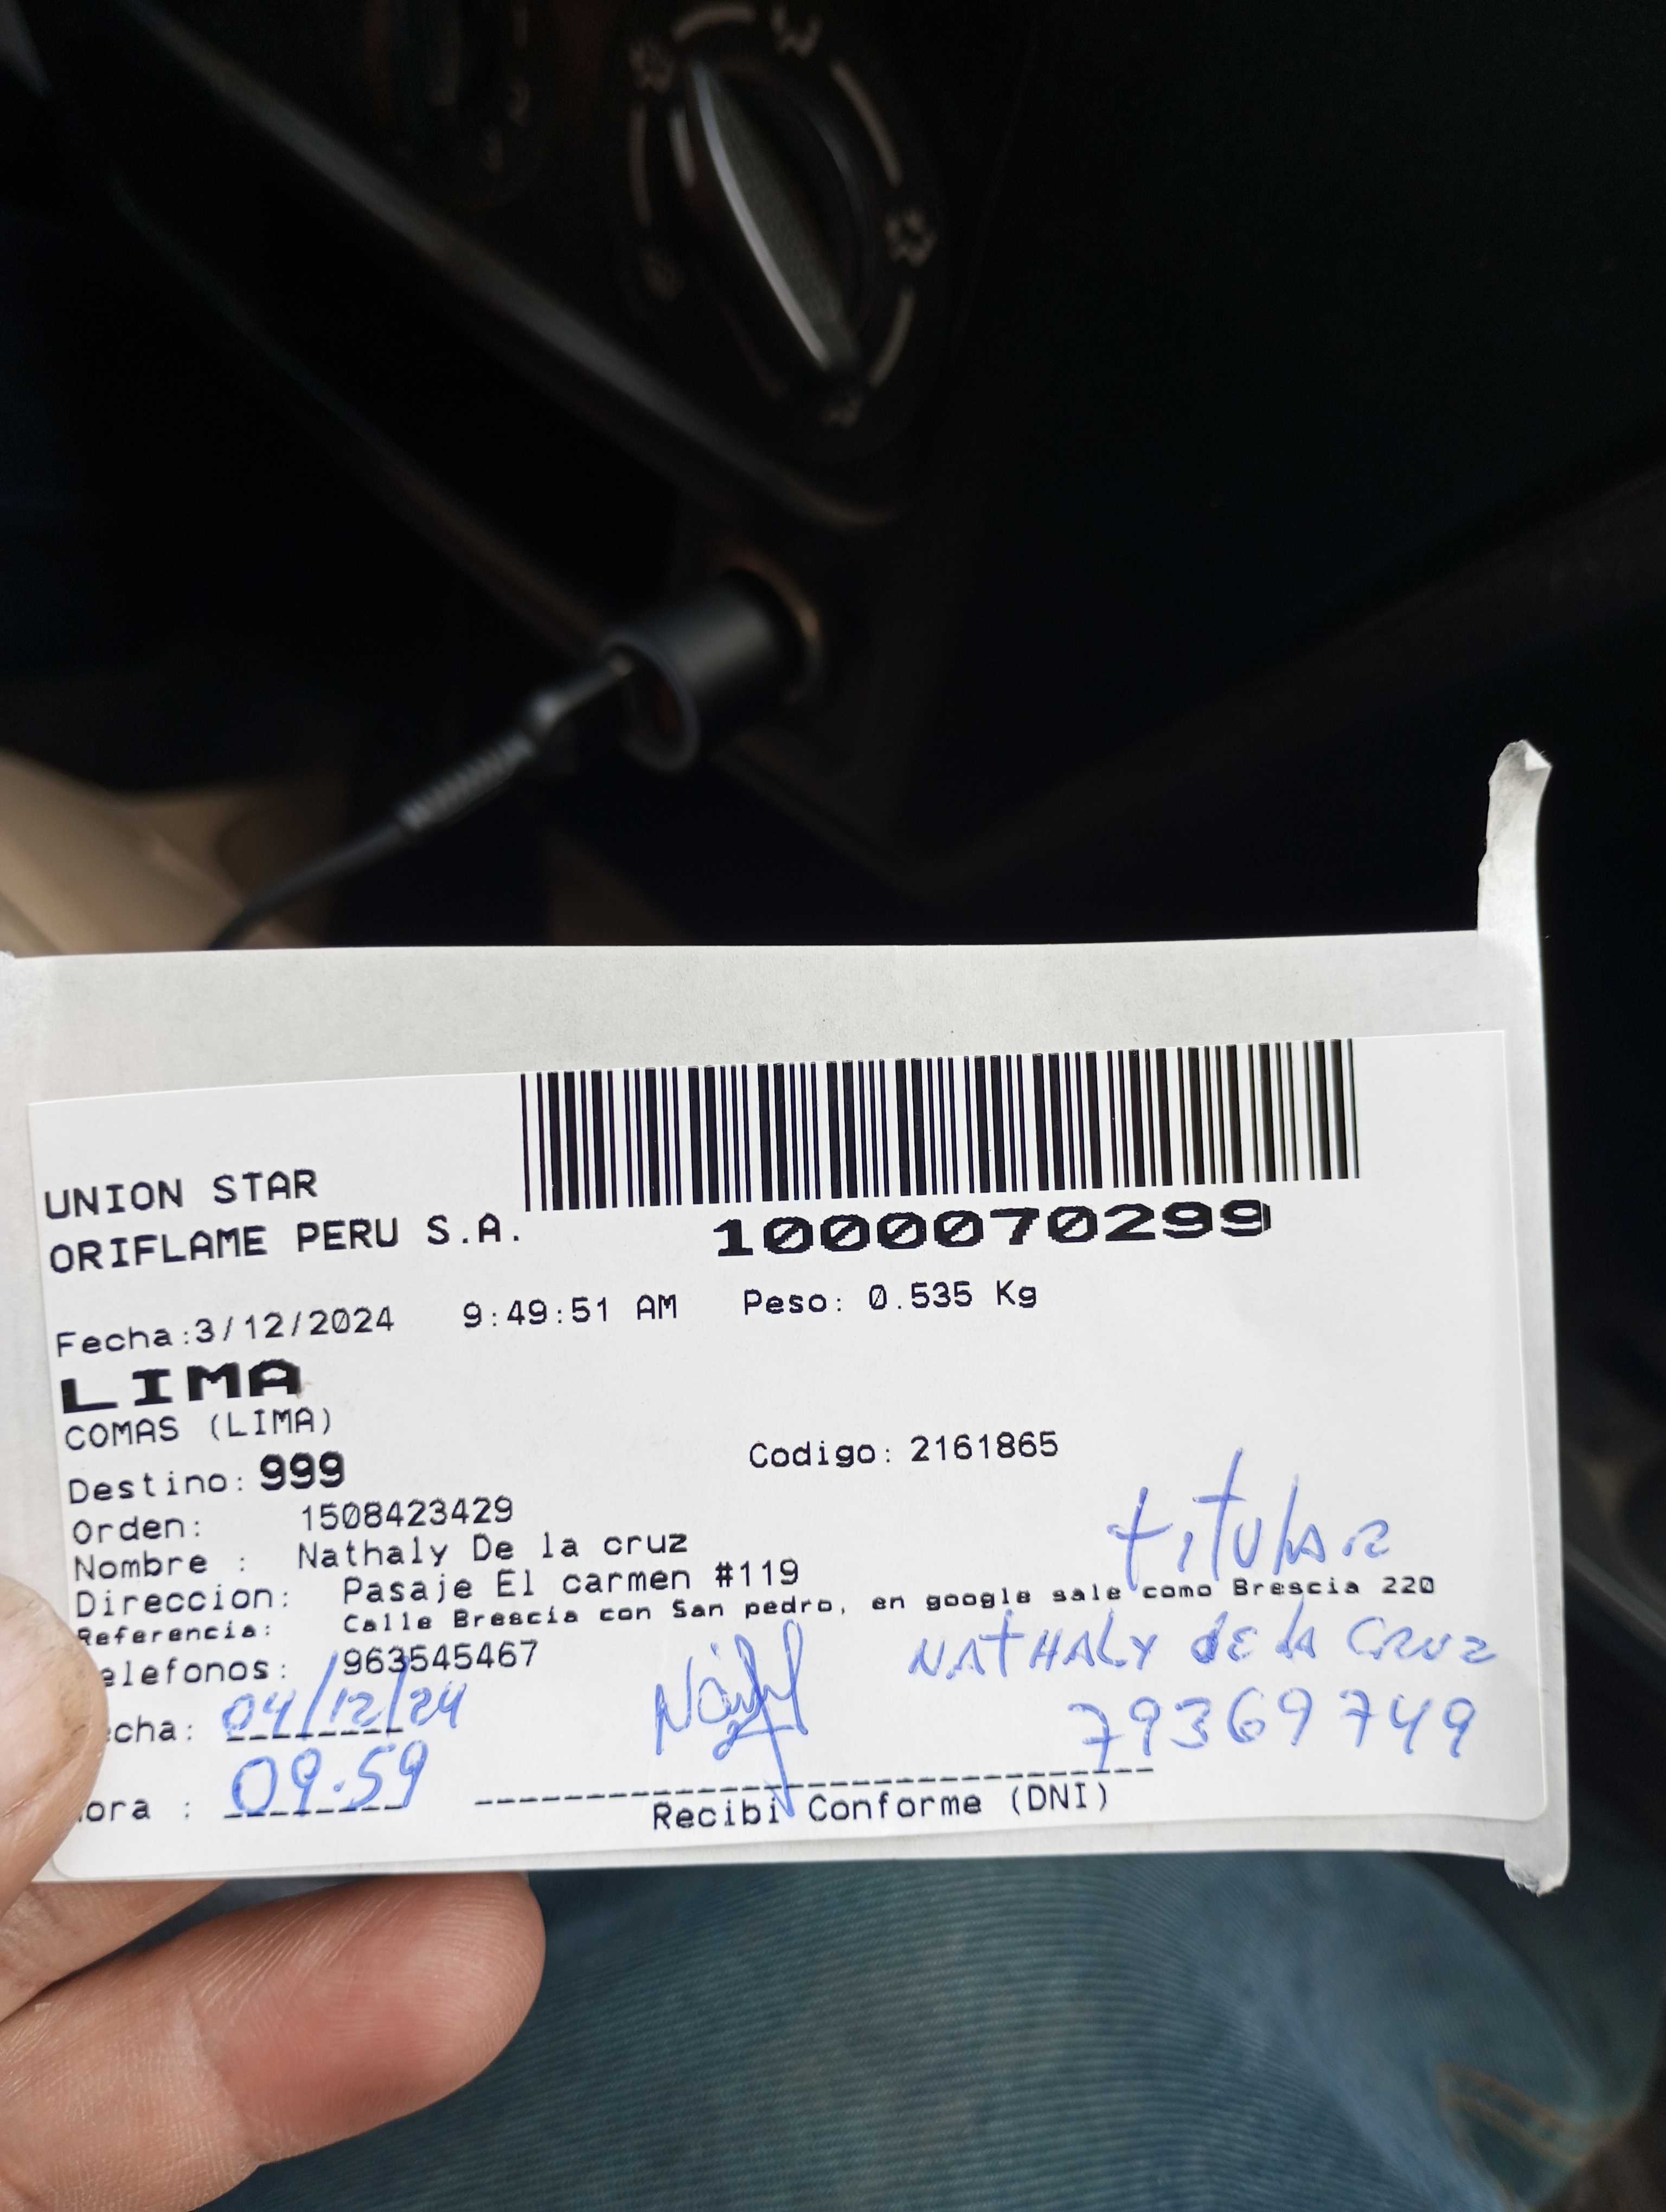 UNION STAR
ORIFLAME PERU S.A.
1000070299
Fecha:3/12/2024 9:49:51 AM Peso: 0.535 Kg
LIMA
COMAS (LIMA)
Destino: 999 Codigo: 2161865
Orden: 1508423429
titular
Nombre : Nathaly De la cruz
Direccion: Pasaje El carmen #119
Referencia: Calle Brescia con San pedro, en google sale como Brescia 220
elefonos: 963545467
NATHALY de la CRUZ
echa: 04/12/24
79369749
ora : 09.59
Recibi Conforme (DNI)